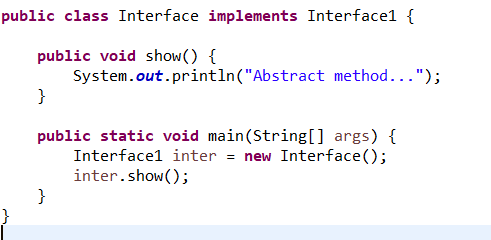 public class Interface implements Interface1 {
public void show() {
System.out.println("Abstract method...");
}
public static void main(String[] args) {
Interface1 inter = new Interface();
inter.show();
}
}